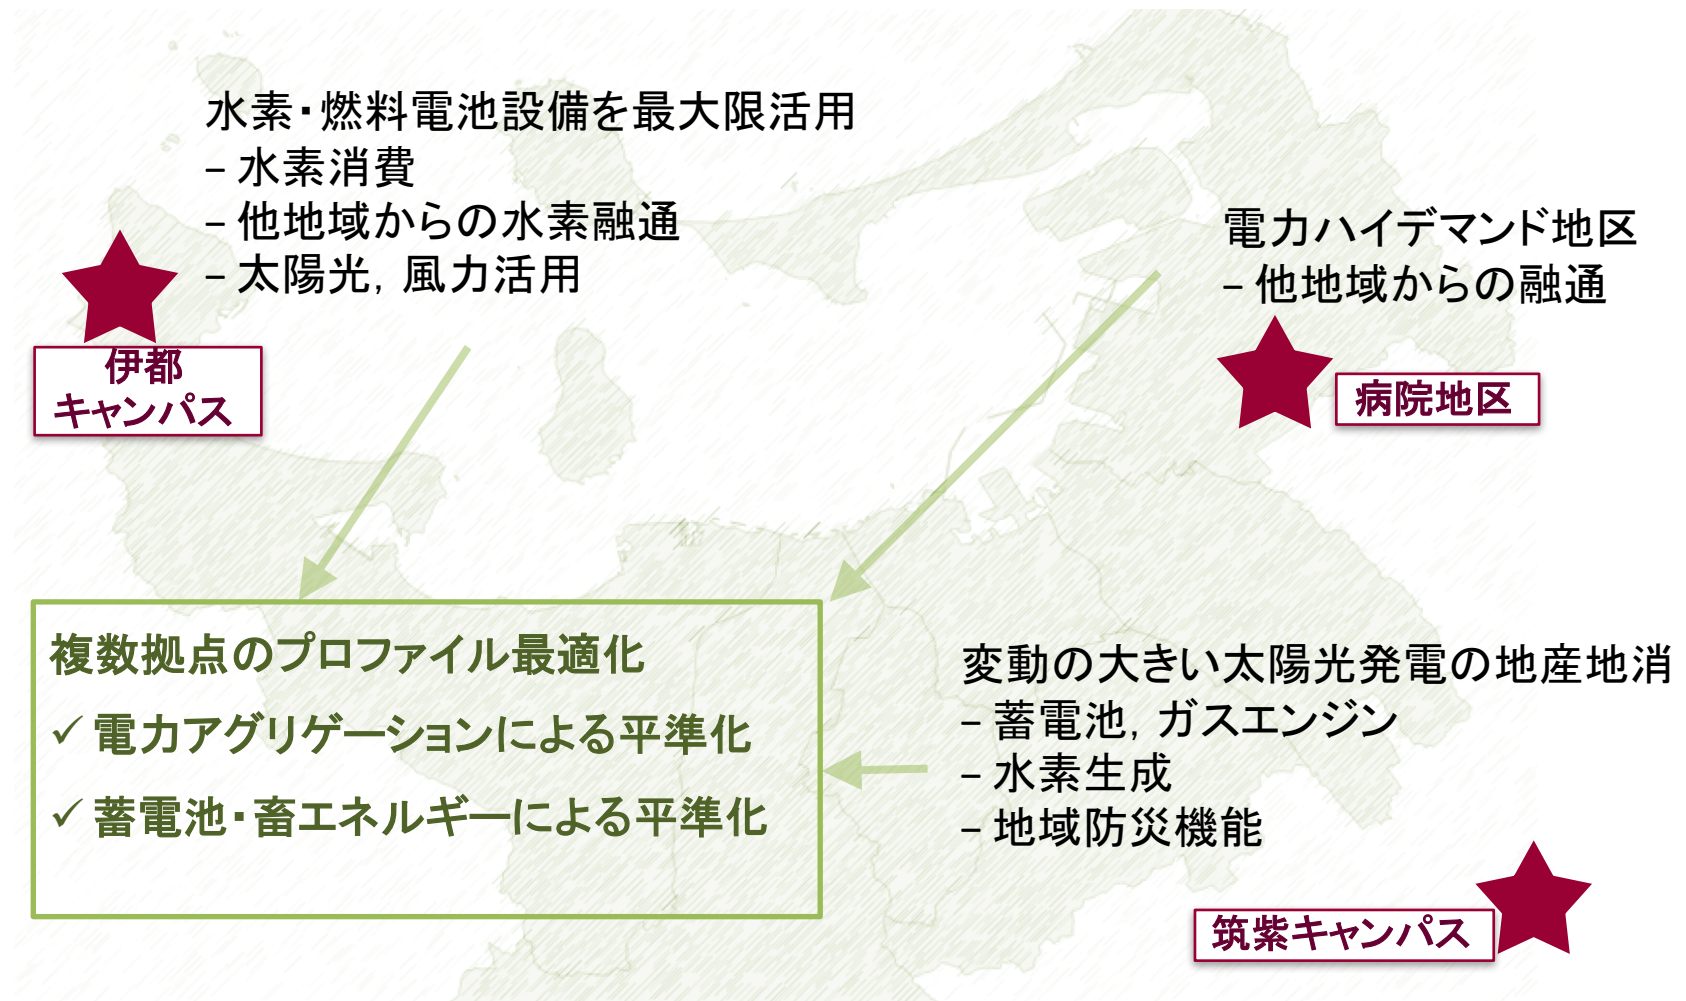 水素・燃料電池設備を最大限活用
– 水素消費
– 他地域からの水素融通
– 太陽光，風力活用
伊都
キャンパス
電力ハイデマンド地区
– 他地域からの融通
病院地区
複数拠点のプロファイル最適化
✓ 電力アグリゲーションによる平準化
✓ 蓄電池・畜エネルギーによる平準化
変動の大きい太陽光発電の地産地消
– 蓄電池，ガスエンジン
– 水素生成
– 地域防災機能
筑紫キャンパス